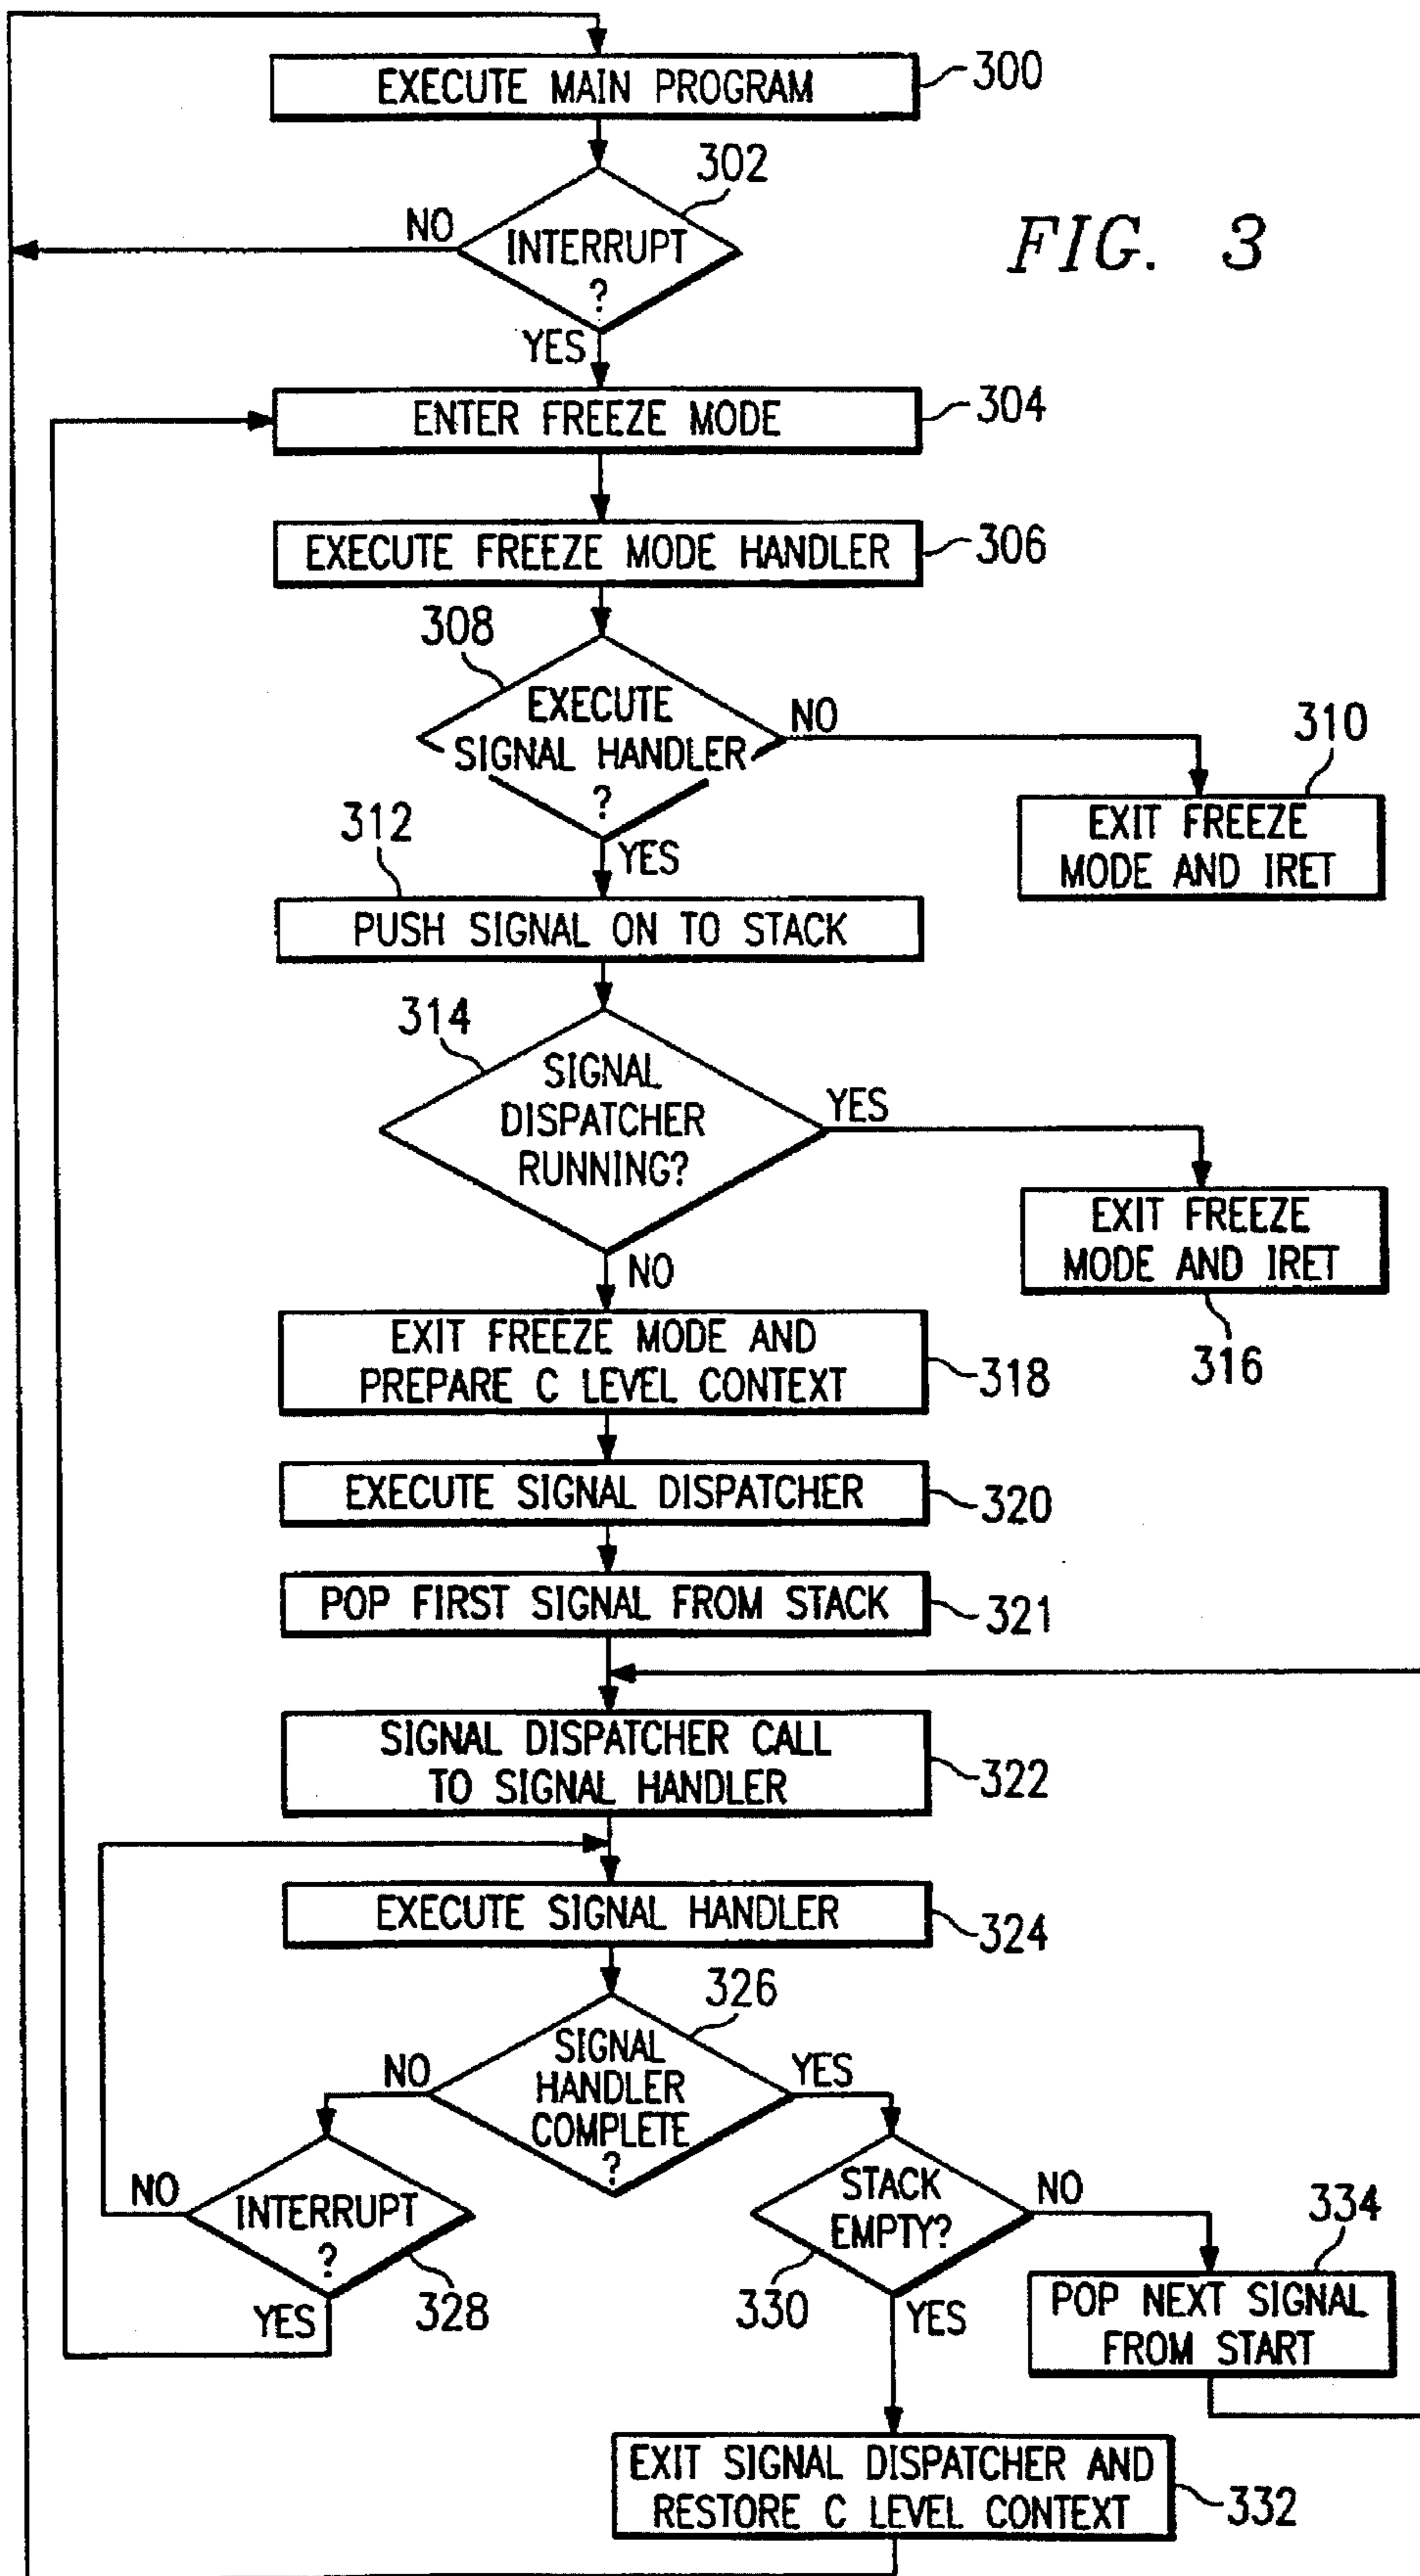 EXECUTE MAIN PROGRAM
300
302
FIG. 3
NO
INTERRUPT
?
YES
ENTER FREEZE MODE
304
EXECUTE FREEZE MODE HANDLER
306
308
EXECUTE
SIGNAL HANDLER
?
NO
310
EXIT FREEZE
MODE AND IRET
YES
312
PUSH SIGNAL ON TO STACK
314
SIGNAL
DISPATCHER
RUNNING?
YES
EXIT FREEZE
MODE AND IRET
316
NO
EXIT FREEZE MODE AND
PREPARE C LEVEL CONTEXT
318
EXECUTE SIGNAL DISPATCHER
320
POP FIRST SIGNAL FROM STACK
321
SIGNAL DISPATCHER CALL
TO SIGNAL HANDLER
322
EXECUTE SIGNAL HANDLER
324
326
SIGNAL
HANDLER
COMPLETE
?
NO
YES
NO
INTERRUPT
?
328
YES
STACK
EMPTY?
330
NO
YES
334
POP NEXT SIGNAL
FROM START
EXIT SIGNAL DISPATCHER AND
RESTORE C LEVEL CONTEXT
332